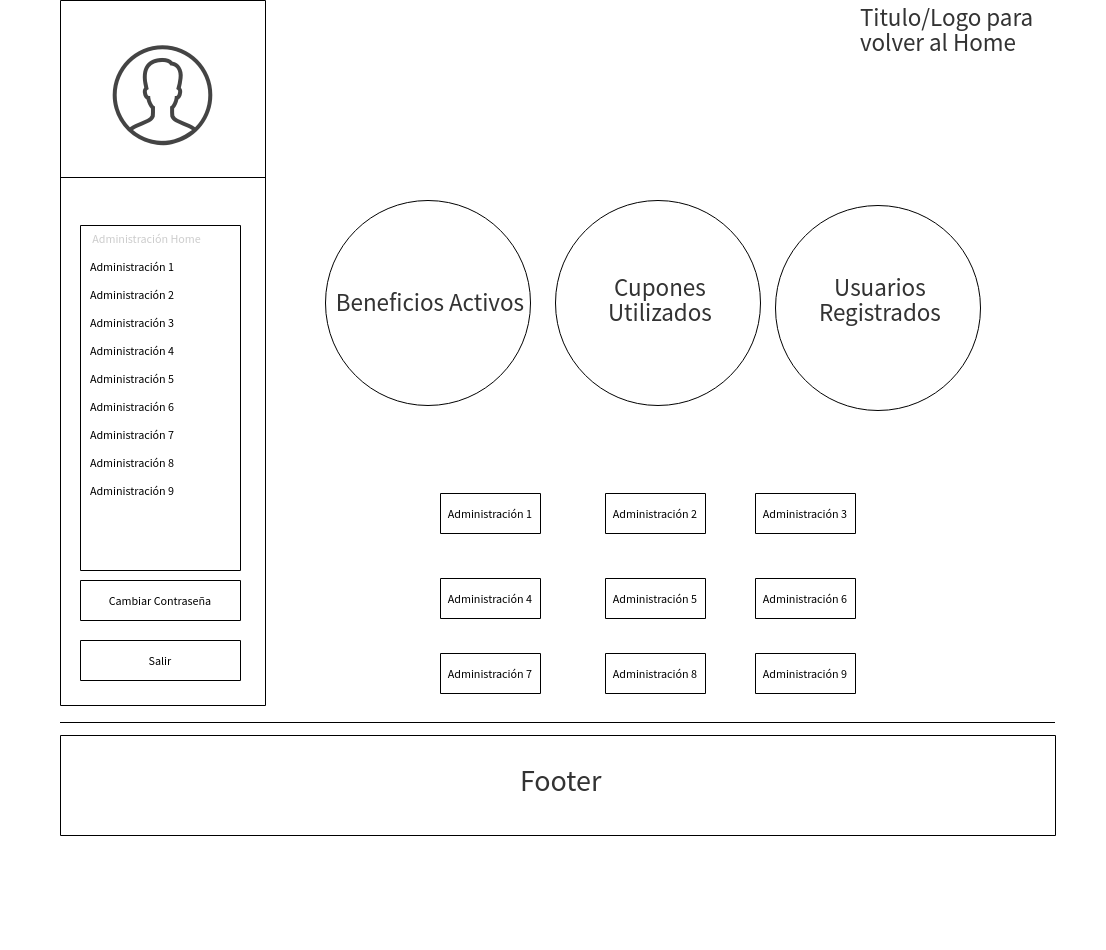 Titulo/Logo para
volver al Home
Administración Home
Administración 1
Administración 2
Administración 3
Administración 4
Administración 5
Administración 6
Administración 7
Administración 8
Administración 9
Cambiar Contraseña
Salir
Beneficios Activos
Cupones
Utilizados
Usuarios
Registrados
Administración 1
Administración 2
Administración 3
Administración 4
Administración 5
Administración 6
Administración 7
Administración 8
Administración 9
Footer